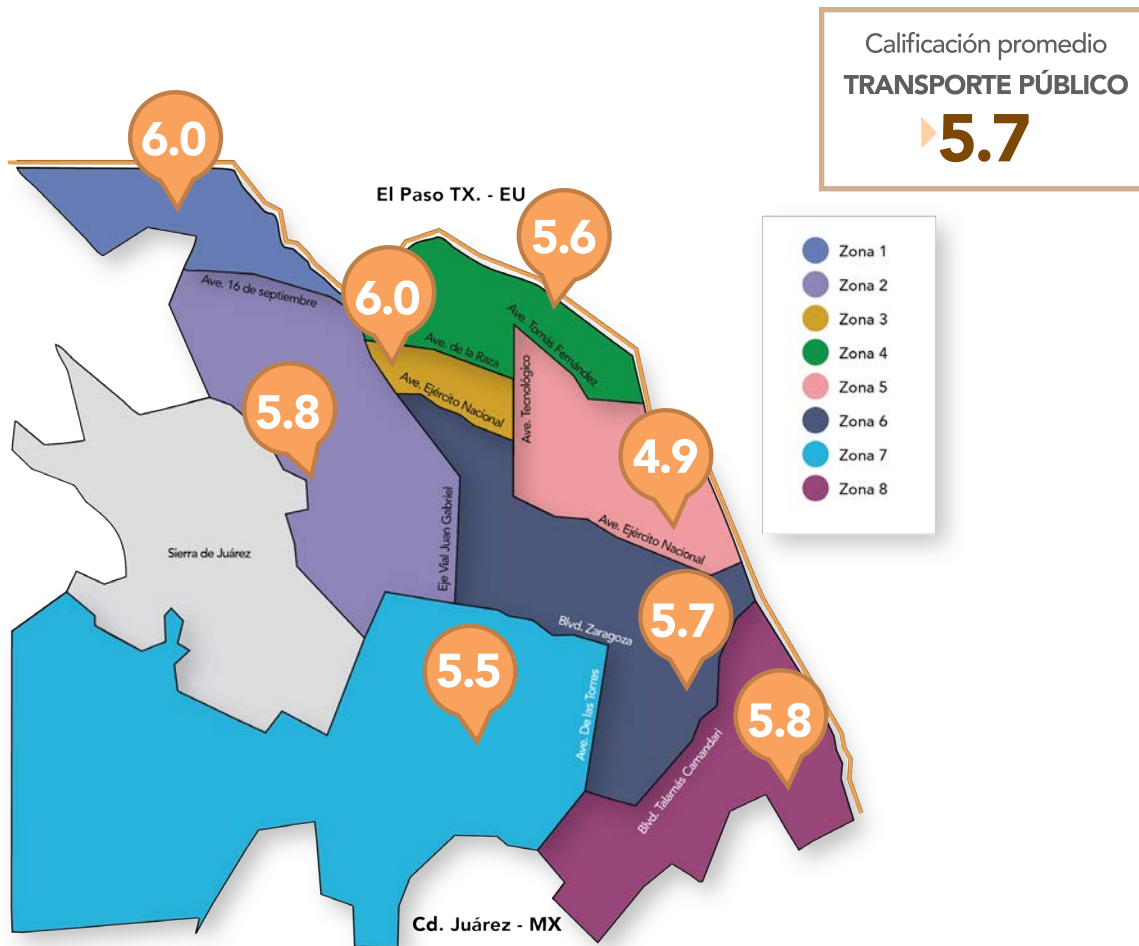 Calificación promedio
TRANSPORTE PÚBLICO
5.7
6.0
El Paso TX. - EU
5.6
Zona 1
Zona 2
Zona 3
Zona 4
Zona 5
Zona 6
Zona 7
Zona 8
Ave. 16 de septiembre
6.0
Ave. Tomás Fernández
Ave. de la Raza
Ave. Ejército Nacional
Ave. Tecnológico
5.8
4.9
Eje Vial Juan Gabriel
Ave. Ejército Nacional
Sierra de Juárez
Blvd. Zaragoza
5.7
5.5
Ave. De las Torres
5.8
Blvd. Talamás Camandari
Cd. Juárez - MX